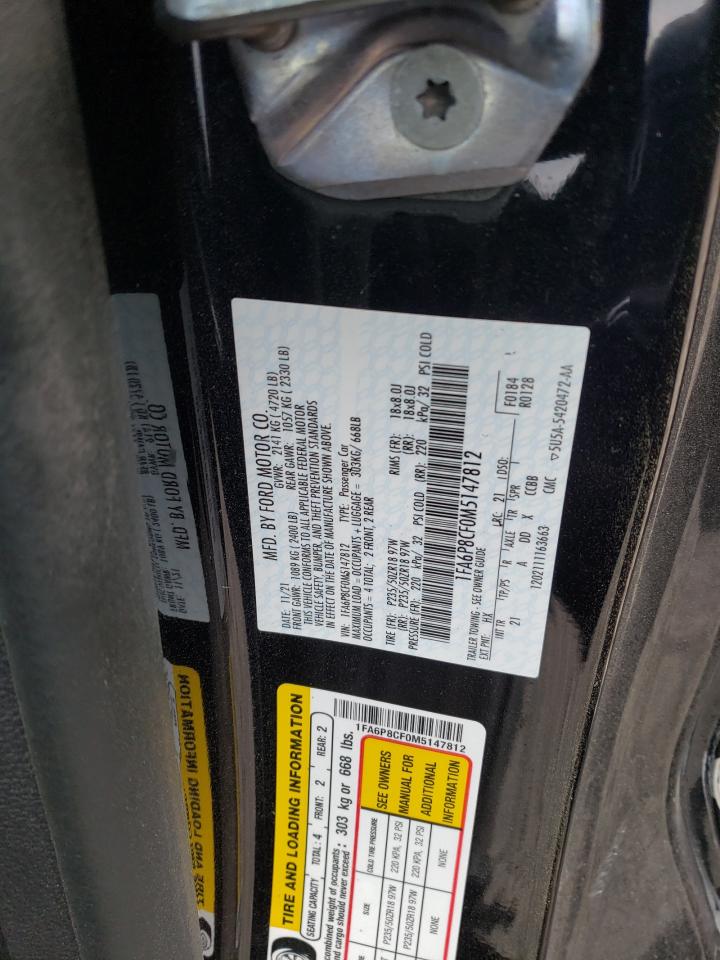 MFD. BY FORD MOTOR CO.
DATE: 11/21 GVWR: 2141 KG ( 4720 LB)
FRONT GAWR: 1089 KG ( 2400 LB) REAR GAWR: 1057 KG ( 2330 LB)
THIS VEHICLE CONFORMS TO ALL APPLICABLE FEDERAL MOTOR
VEHICLE SAFETY, BUMPER, AND THEFT PREVENTION STANDARDS
IN EFFECT ON THE DATE OF MANUFACTURE SHOWN ABOVE.
VIN: 1FA6P8CF0M5147812 TYPE: Passenger Car
MAXIMUM LOAD = OCCUPANTS + LUGGAGE = 303KG/ 668LB
OCCUPANTS = 4 TOTAL; 2 FRONT, 2 REAR
TIRE (FR): P235/50ZR18 97W RIMS (FR): 18x8.0J
(RR): P235/50ZR18 97W (RR): 18x8.0J
PRESSURE (FR): 220 kPa/ 32 PSI COLD (RR): 220 kPa/ 32 PSI COLD
1FA6P8CF0M5147812
TRAILER TOWING - SEE OWNER GUIDE LRC: 21 DSO: F0184
EXT PNT: HX R0128
INT TR TP/PS R AXLE TR SPR
21 A DD X CCBB
12021111163663 CMC 5U5A-5420472-AA
TIRE AND LOADING INFORMATION
SEATING CAPACITY TOTAL: 4 FRONT: 2 REAR: 2
1FA6P8CF0M5147812
combined weight of occupants
and cargo should never exceed: 303 kg or 668 lbs.
SIZE COLD TIRE PRESSURE SEE OWNERS
P235/50ZR18 97W 220 KPA, 32 PSI MANUAL FOR
P235/50ZR18 97W 220 KPA, 32 PSI ADDITIONAL
NONE NONE INFORMATION